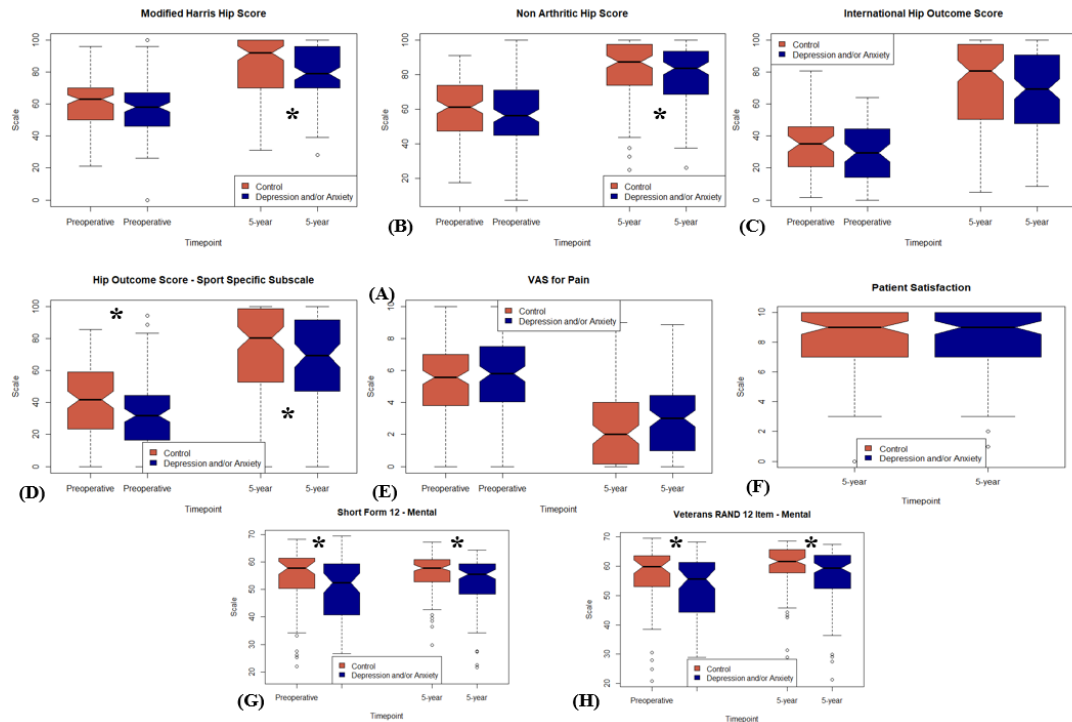 Modified Harris Hip Score
Scale
100
80
60
40
20
0
Control
Depression and/or Anxiety
*
Preoperative Preoperative 5-year 5-year
Timepoint
(A)
Non Arthritic Hip Score
Scale
100
80
60
40
20
Control
Depression and/or Anxiety
*
Preoperative Preoperative 5-year 5-year
Timepoint
(B)
International Hip Outcome Score
Scale
100
80
60
40
20
0
Control
Depression and/or Anxiety
Preoperative Preoperative 5-year 5-year
Timepoint
(C)
Hip Outcome Score - Sport Specific Subscale
Scale
100
80
60
40
20
0
*
*
Control
Depression and/or Anxiety
Preoperative Preoperative 5-year 5-year
Timepoint
(D)
VAS for Pain
Scale
10
8
6
4
2
0
Control
Depression and/or Anxiety
Preoperative Preoperative 5-year 5-year
Timepoint
(E)
Patient Satisfaction
Scale
10
8
6
4
2
0
Control
Depression and/or Anxiety
5-year 5-year
Timepoint
(F)
Short Form 12 - Mental
Scale
70
60
50
40
30
20
*
*
Control
Depression and/or Anxiety
Preoperative 5-year 5-year
Timepoint
(G)
Veterans RAND 12 Item - Mental
Scale
70
60
50
40
30
20
*
*
Control
Depression and/or Anxiety
Preoperative 5-year 5-year
Timepoint
(H)